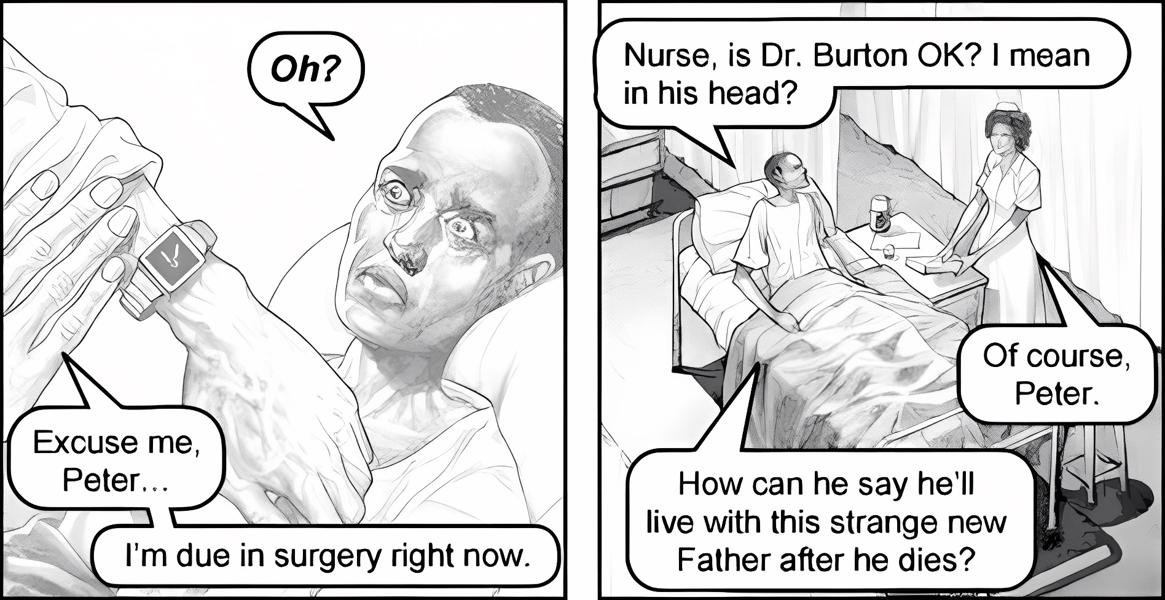 Oh?
Excuse me,
Peter...
I'm due in surgery right now.
Nurse, is Dr. Burton OK? I mean
in his head?
Of course,
Peter.
How can he say he'll
live with this strange new
Father after he dies?